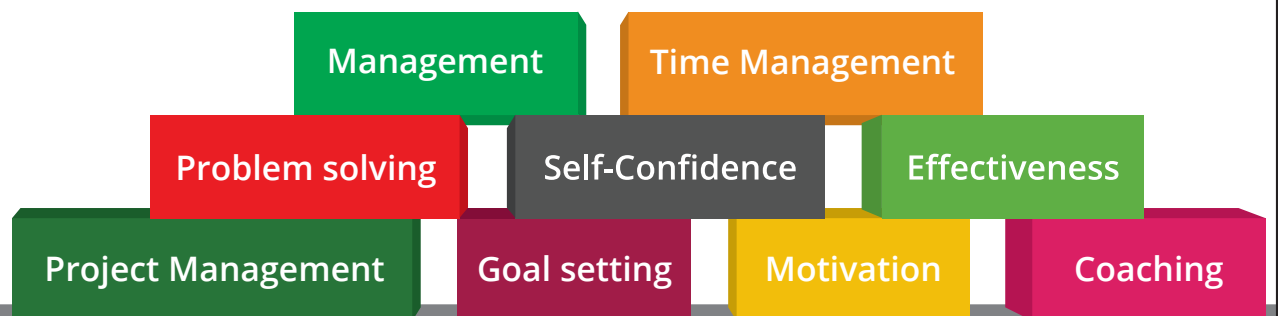 Management
Time Management
Problem solving
Self-Confidence
Effectiveness
Project Management
Goal setting
Motivation
Coaching